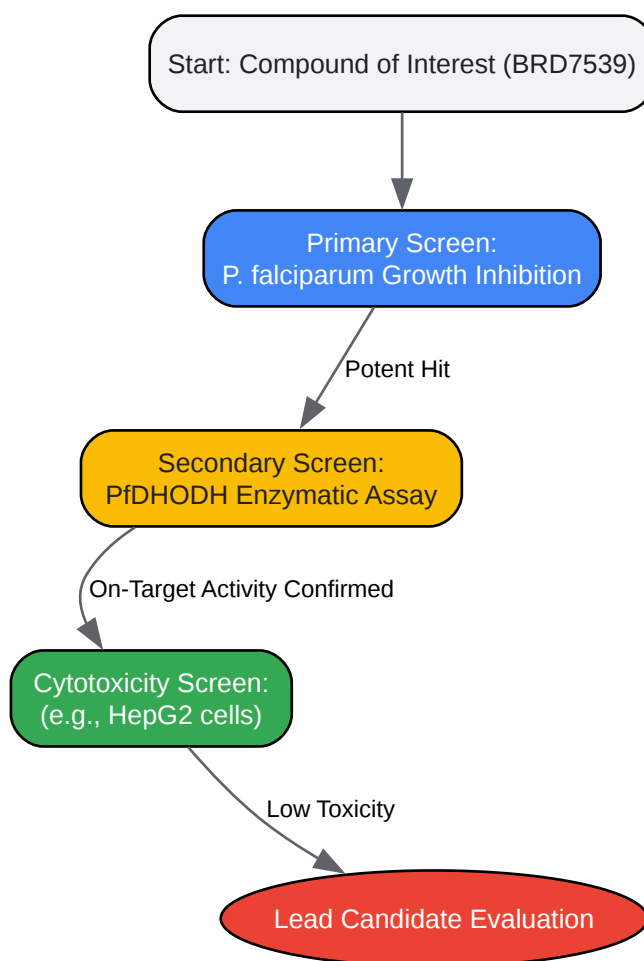 Start: Compound of Interest (BRD7539)
Primary Screen:
P. falciparum Growth Inhibition
Potent Hit
Secondary Screen:
PfDHODH Enzymatic Assay
On-Target Activity Confirmed
Cytotoxicity Screen:
(e.g., HepG2 cells)
Low Toxicity
Lead Candidate Evaluation